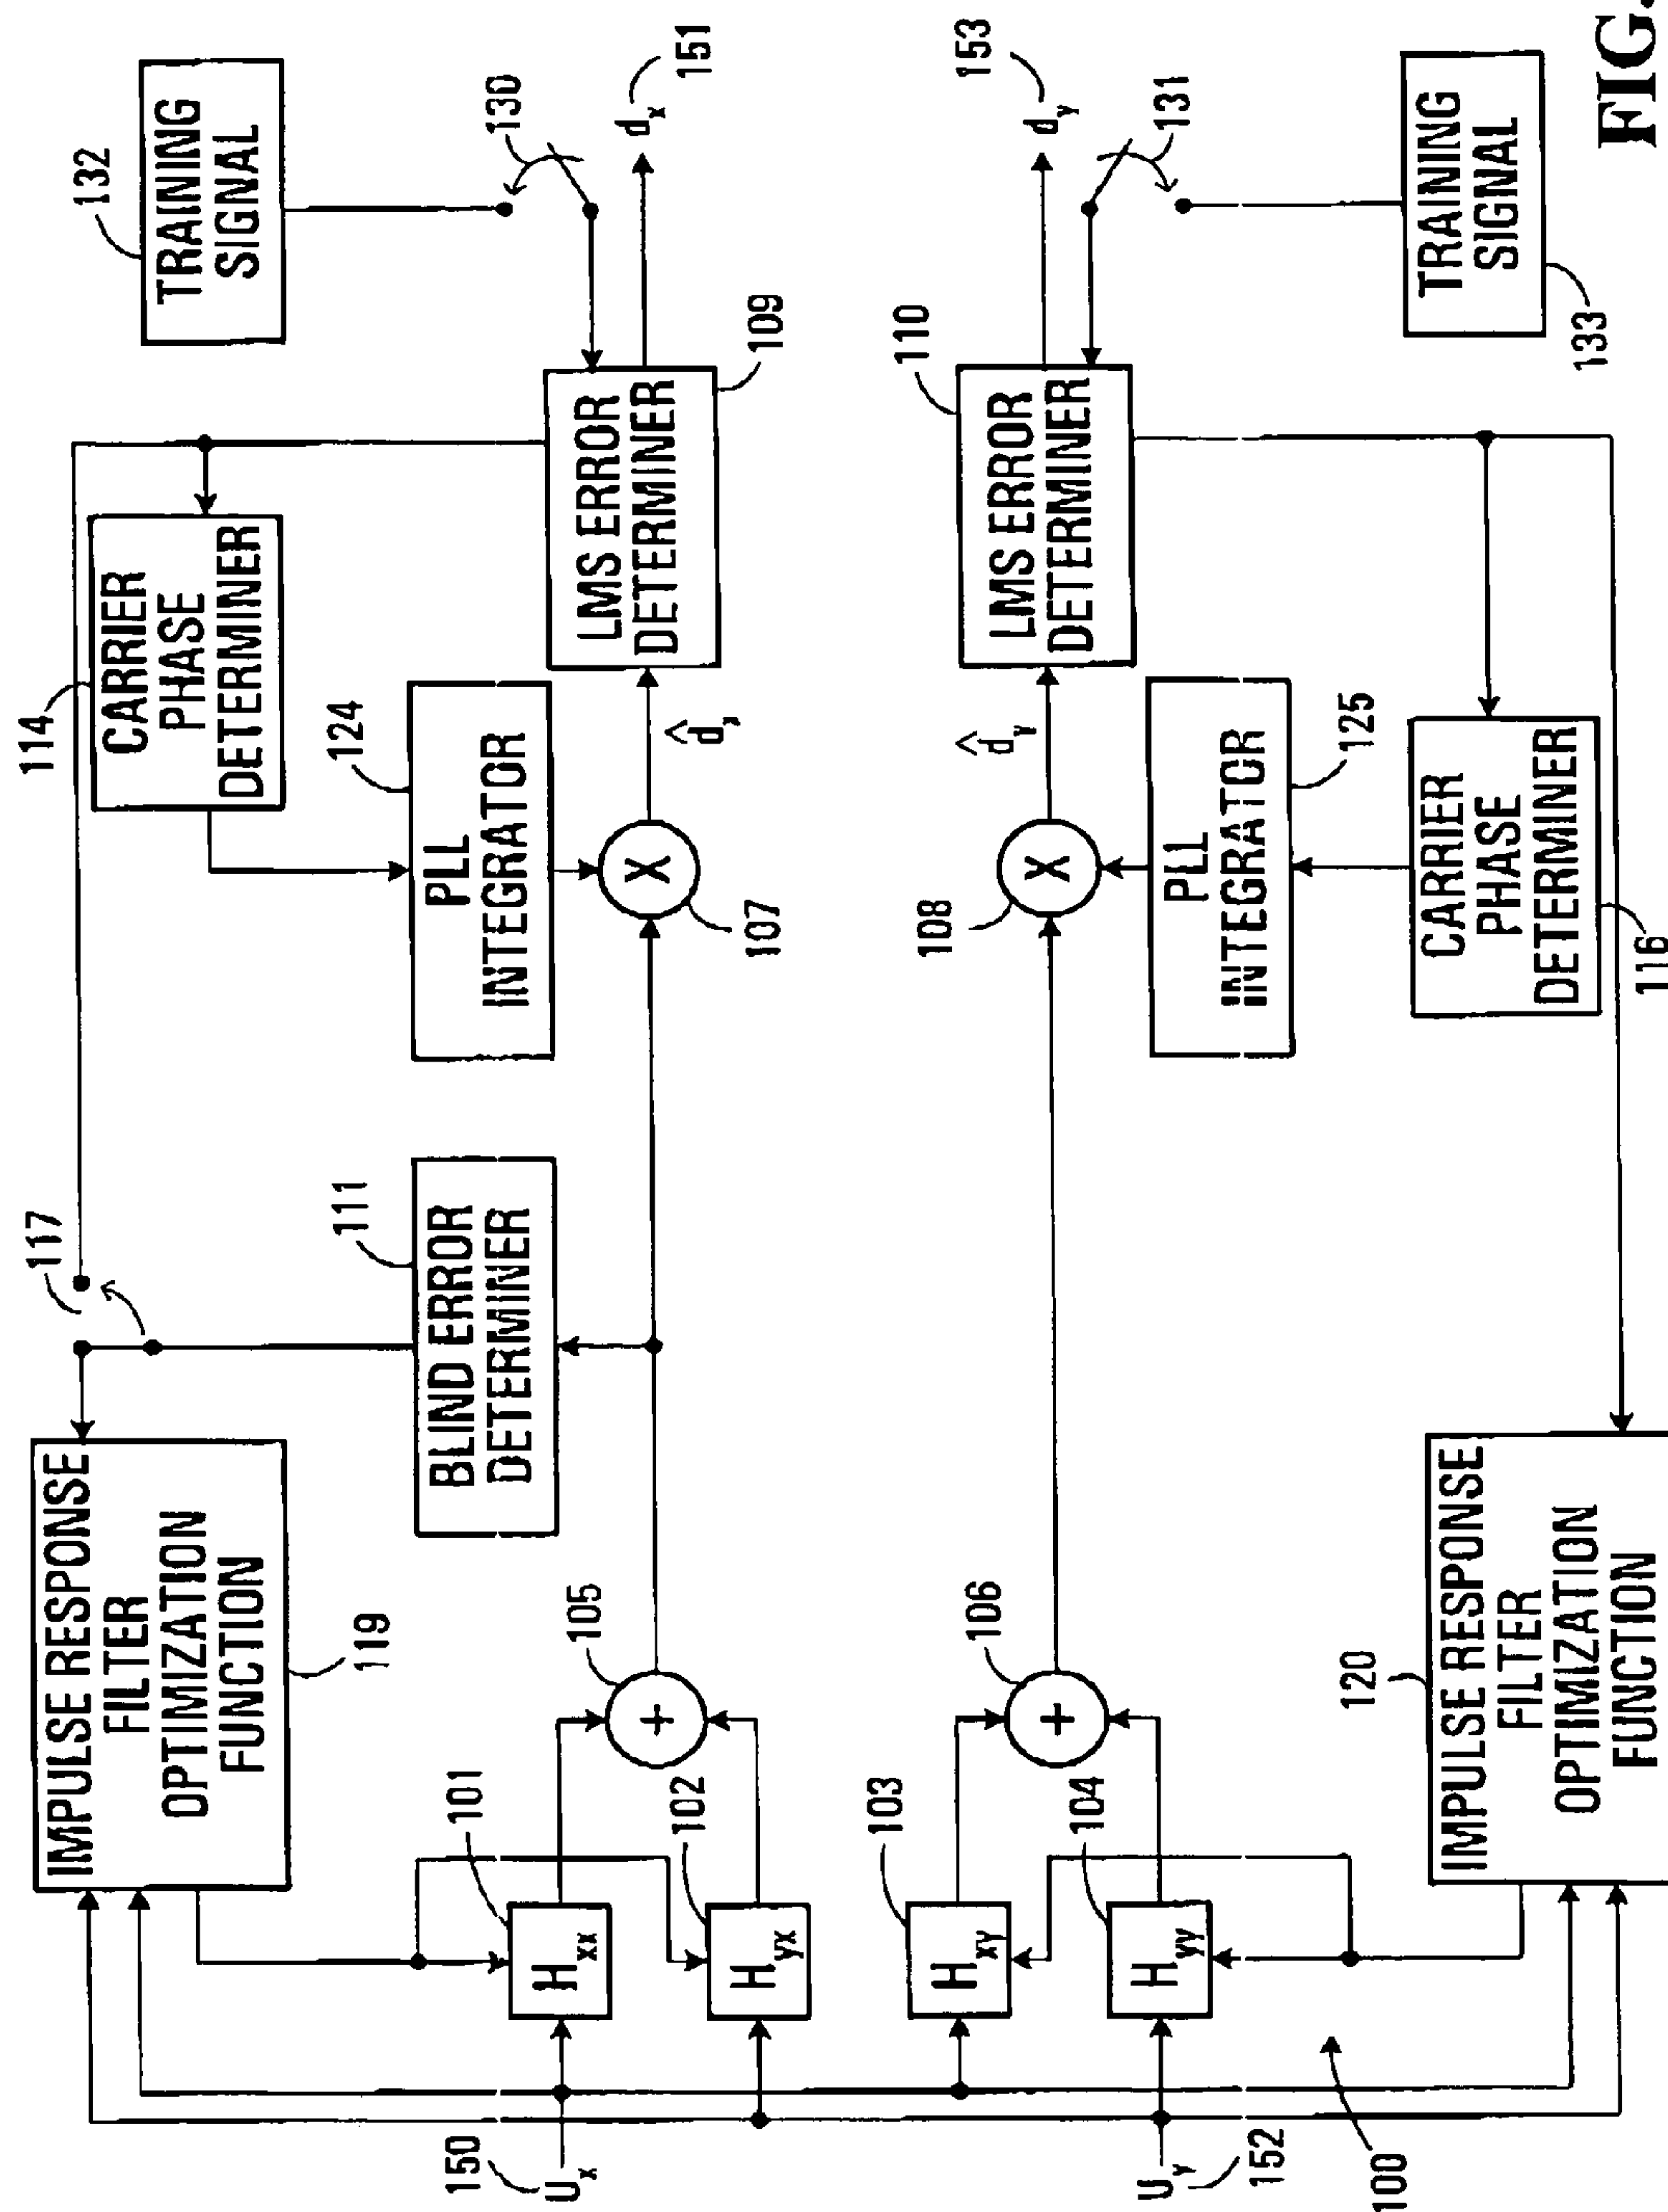 IMPULSE RESPONSE
FILTER
OPTIMIZATION
FUNCTION
119
117
114
CARRIER
PHASE
DETERMINER
132
TRAINING
SIGNAL
BLIND ERROR
DETERMINER
111
PLL
INTEGRATOR
124
130
101
H_xx
105
+
X
107
d̂_x
LMS ERROR
DETERMINER
109
d_x
151
150
U_x
102
H_yx
103
H_xy
106
+
108
X
d̂_y
110
LMS ERROR
DETERMINER
d_y
153
131
104
H_yy
U_y
152
PLL
INTEGRATOR
125
100
120
IMPULSE RESPONSE
FILTER
OPTIMIZATION
FUNCTION
CARRIER
PHASE
DETERMINER
116
TRAINING
SIGNAL
133
FIG.